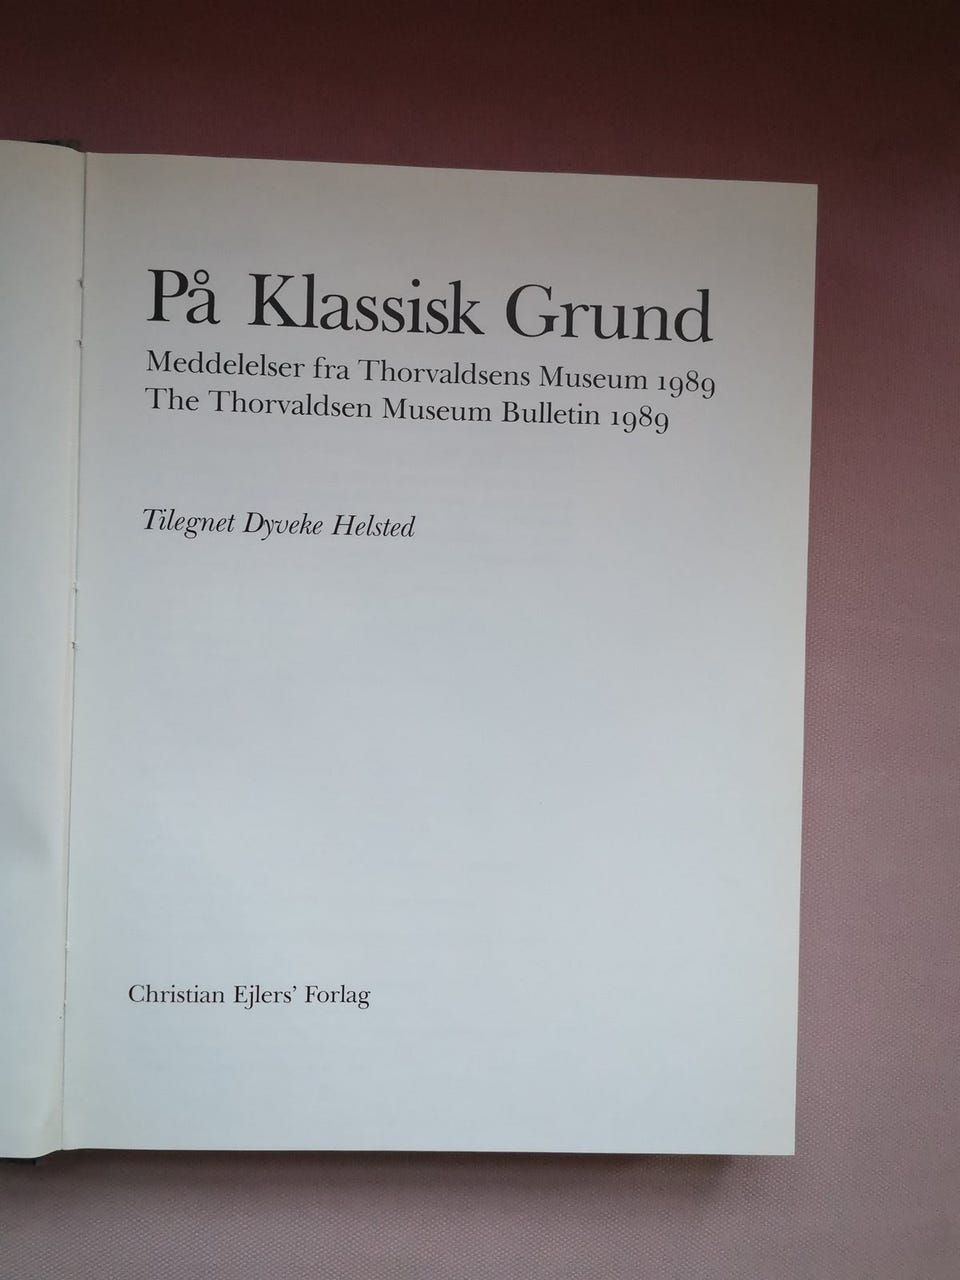 På Klassisk Grund
Meddelelser fra Thorvaldsens Museum 1989
The Thorvaldsen Museum Bulletin 1989
Tilegnet Dyveke Helsted
Christian Ejlers’ Forlag